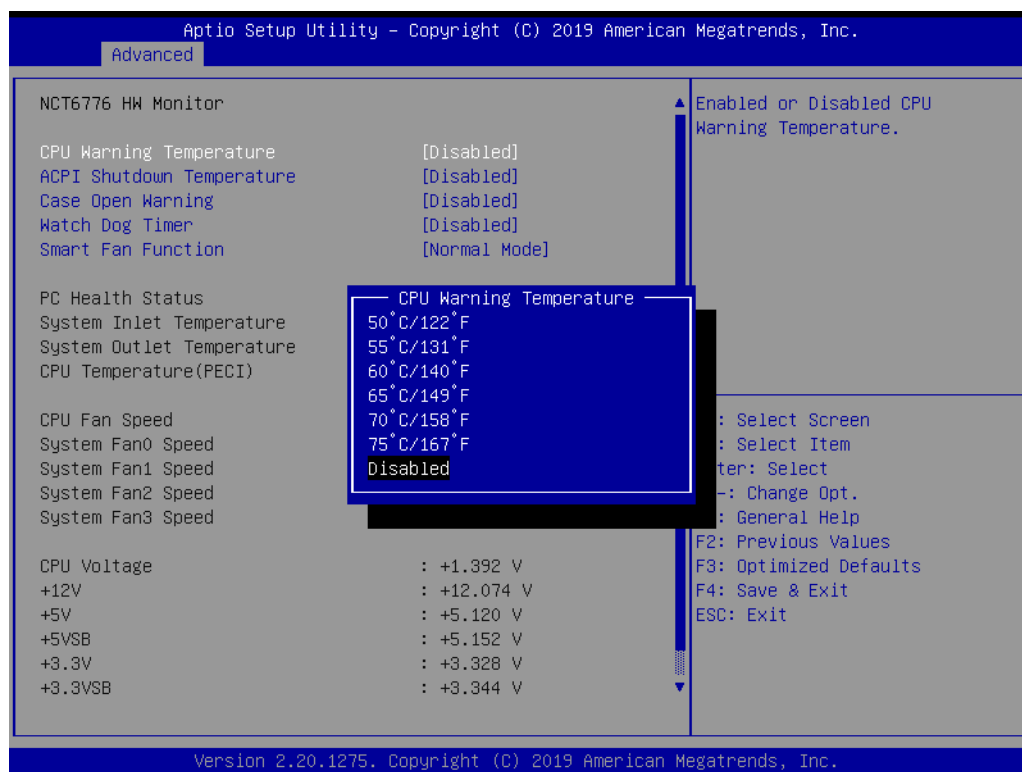 Aptio Setup Utility – Copyright (C) 2019 American Megatrends, Inc.
Advanced
NCT6776 HW Monitor
CPU Warning Temperature [Disabled]
ACPI Shutdown Temperature [Disabled]
Case Open Warning [Disabled]
Watch Dog Timer [Disabled]
Smart Fan Function [Normal Mode]
PC Health Status
System Inlet Temperature
System Outlet Temperature
CPU Temperature(PECI)
CPU Fan Speed
System Fan0 Speed
System Fan1 Speed
System Fan2 Speed
System Fan3 Speed
CPU Voltage : +1.392 V
+12V : +12.074 V
+5V : +5.120 V
+5VSB : +5.152 V
+3.3V : +3.328 V
+3.3VSB : +3.344 V
CPU Warning Temperature
50°C/122°F
55°C/131°F
60°C/140°F
65°C/149°F
70°C/158°F
75°C/167°F
Disabled
Enabled or Disabled CPU
Warning Temperature.
: Select Screen
: Select Item
ter: Select
–: Change Opt.
: General Help
F2: Previous Values
F3: Optimized Defaults
F4: Save & Exit
ESC: Exit
Version 2.20.1275. Copyright (C) 2019 American Megatrends, Inc.